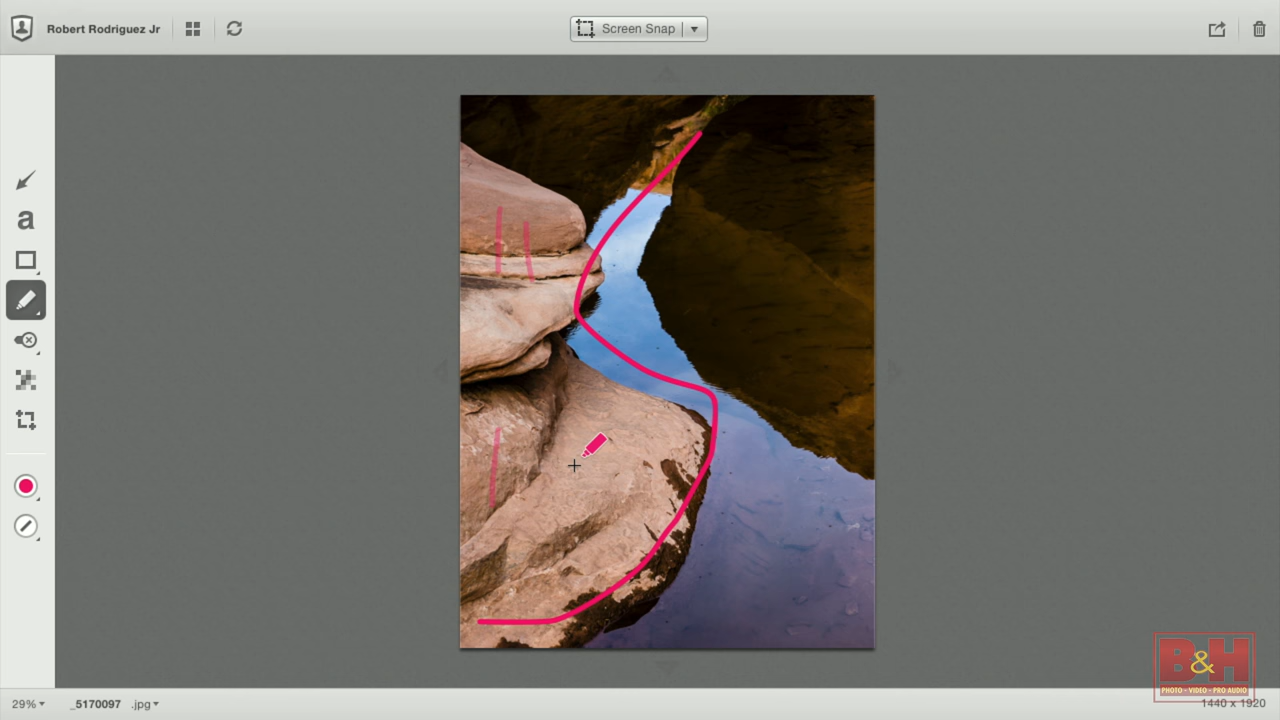 Robert Rodriguez Jr
Screen Snap
a
B&H
PHOTO - VIDEO - PRO AUDIO
29%
_5170097
.jpg
1440 x 1920